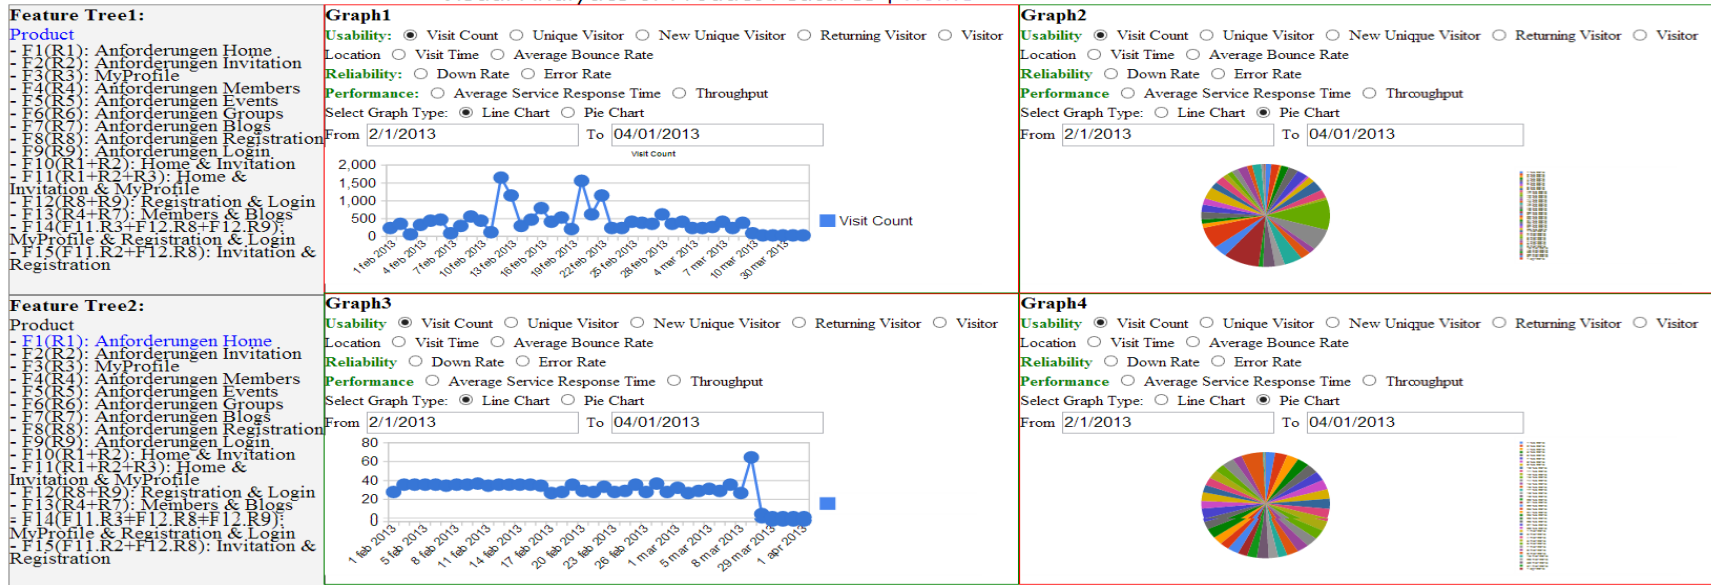 Feature Tree1:
Product
- F1(R1): Anforderungen Home
- F2(R2): Anforderungen Invitation
- F3(R3): MyProfile
- F4(R4): Anforderungen Members
- F5(R5): Anforderungen Events
- F6(R6): Anforderungen Groups
- F7(R7): Anforderungen Blogs
- F8(R8): Anforderungen Registration
- F9(R9): Anforderungen Login
- F10(R1+R2): Home & Invitation
- F11(R1+R2+R3): Home &
Invitation & MyProfile
- F12(R8+R9): Registration & Login
- F13(R4+R7): Members & Blogs
- F14(F11.R3+F12.R8+F12.R9):
MyProfile & Registration & Login
- F15(F11.R2+F12.R8): Invitation &
Registration
Graph1
Usability: Visit Count Unique Visitor New Unique Visitor Returning Visitor Visitor
Location Visit Time Average Bounce Rate
Reliability: Down Rate Error Rate
Performance: Average Service Response Time Throughput
Select Graph Type: Line Chart Pie Chart
From 2/1/2013 To 04/01/2013
Visit Count
2,000
1,500
1,000
500
0
1 feb 2013
4 feb 2013
7 feb 2013
10 feb 2013
13 feb 2013
16 feb 2013
19 feb 2013
22 feb 2013
25 feb 2013
28 feb 2013
4 mar 2013
7 mar 2013
10 mar 2013
30 mar 2013
Visit Count
Graph2
Usability Visit Count Unique Visitor New Unique Visitor Returning Visitor Visitor
Location Visit Time Average Bounce Rate
Reliability Down Rate Error Rate
Performance Average Service Response Time Throughput
Select Graph Type: Line Chart Pie Chart
From 2/1/2013 To 04/01/2013
Feature Tree2:
Product
- F1(R1): Anforderungen Home
- F2(R2): Anforderungen Invitation
- F3(R3): MyProfile
- F4(R4): Anforderungen Members
- F5(R5): Anforderungen Events
- F6(R6): Anforderungen Groups
- F7(R7): Anforderungen Blogs
- F8(R8): Anforderungen Registration
- F9(R9): Anforderungen Login
- F10(R1+R2): Home & Invitation
- F11(R1+R2+R3): Home &
Invitation & MyProfile
- F12(R8+R9): Registration & Login
- F13(R4+R7): Members & Blogs
- F14(F11.R3+F12.R8+F12.R9):
MyProfile & Registration & Login
- F15(F11.R2+F12.R8): Invitation &
Registration
Graph3
Usability Visit Count Unique Visitor New Unique Visitor Returning Visitor Visitor
Location Visit Time Average Bounce Rate
Reliability Down Rate Error Rate
Performance Average Service Response Time Throughput
Select Graph Type: Line Chart Pie Chart
From 2/1/2013 To 04/01/2013
80
60
40
20
0
1 feb 2013
5 feb 2013
8 feb 2013
11 feb 2013
14 feb 2013
17 feb 2013
20 feb 2013
23 feb 2013
26 feb 2013
1 mar 2013
5 mar 2013
8 mar 2013
29 mar 2013
1 apr 2013
Graph4
Usability Visit Count Unique Visitor New Unique Visitor Returning Visitor Visitor
Location Visit Time Average Bounce Rate
Reliability Down Rate Error Rate
Performance Average Service Response Time Throughput
Select Graph Type: Line Chart Pie Chart
From 2/1/2013 To 04/01/2013